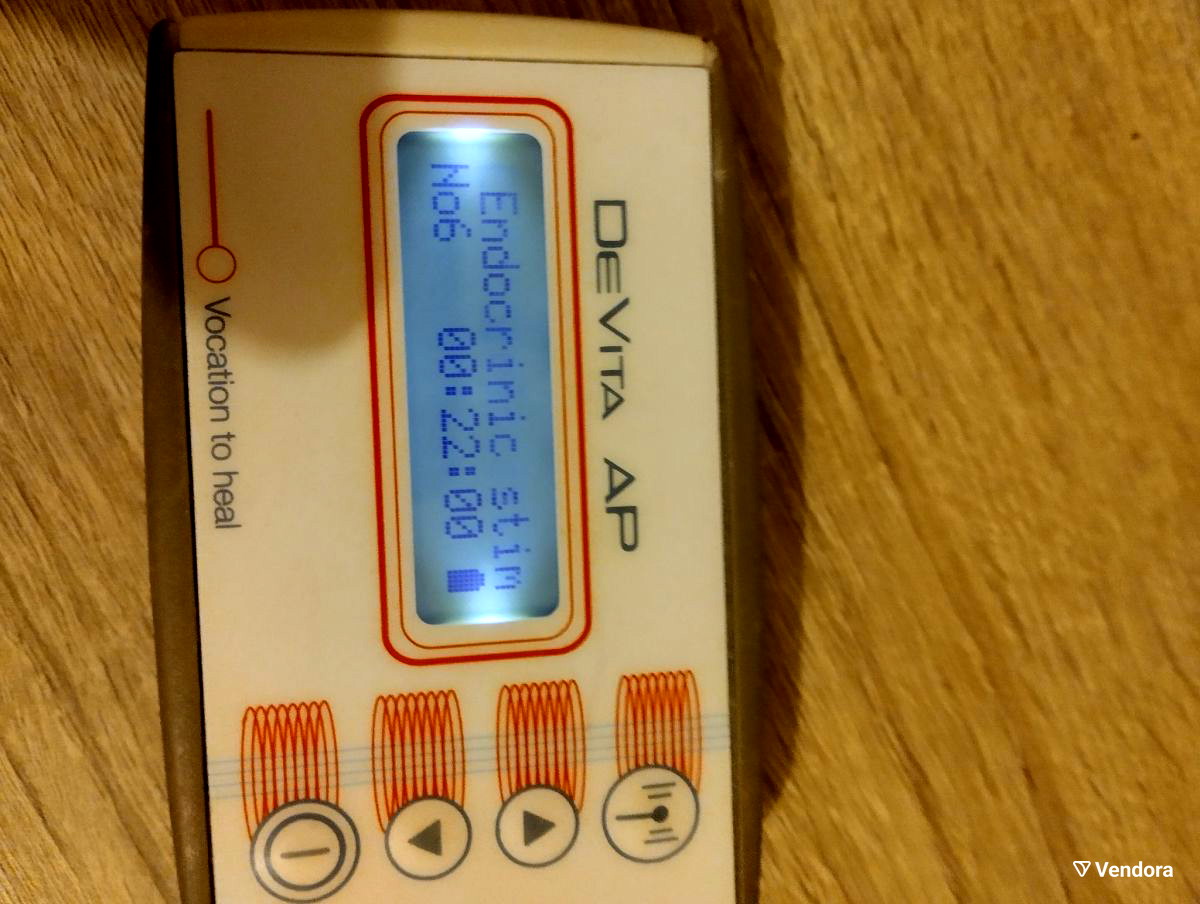 DEVITA AP
Endocrinic stim
No6 00:22:00
Vocation to heal
Vendora